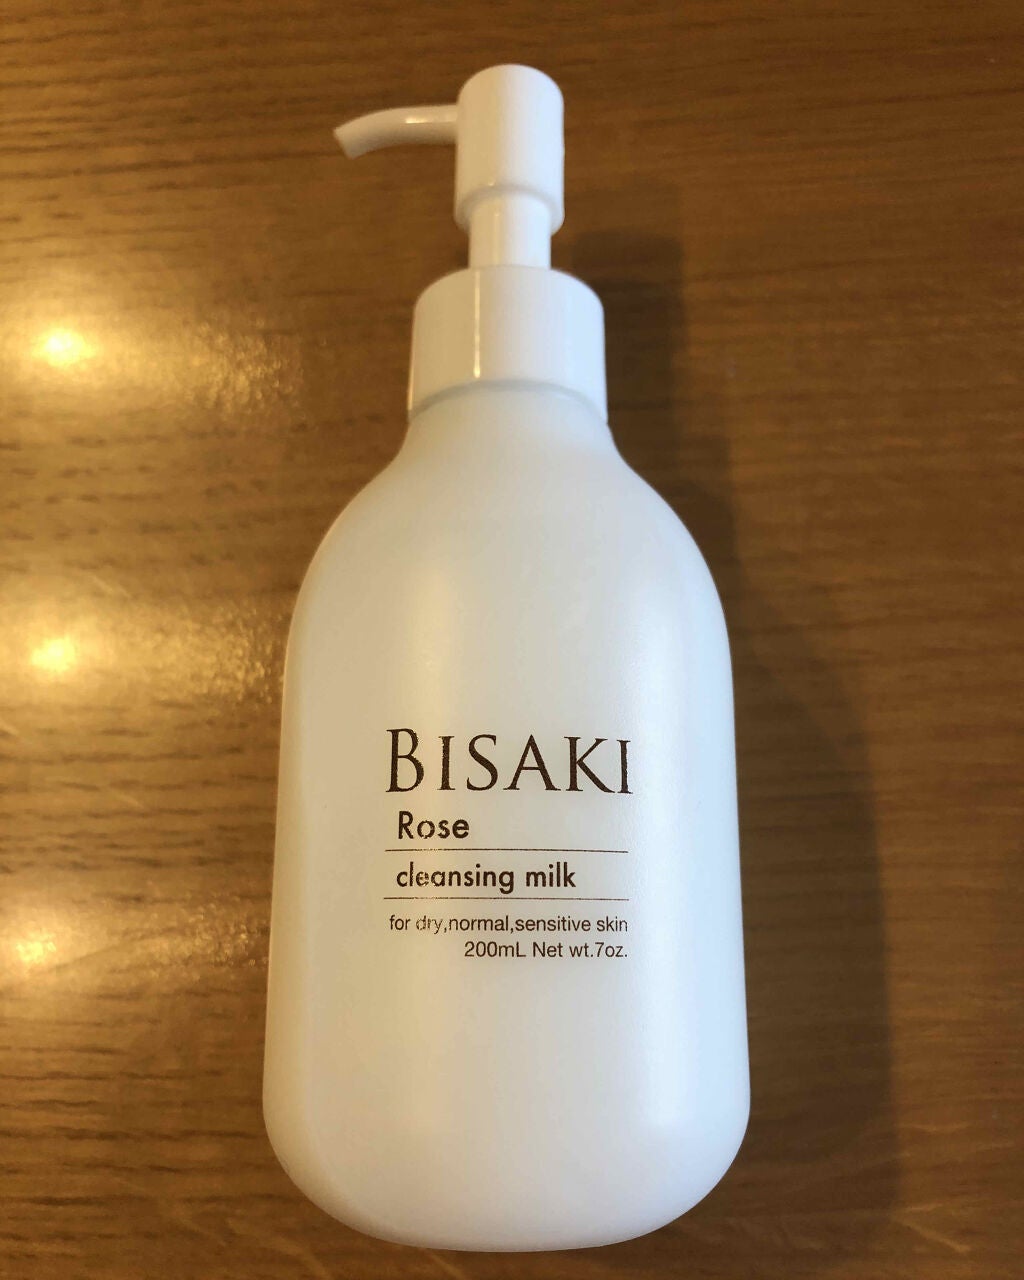 BISAKI
Rose
cleansing milk
for dry,normal,sensitive skin
200mL Net wt.7oz.